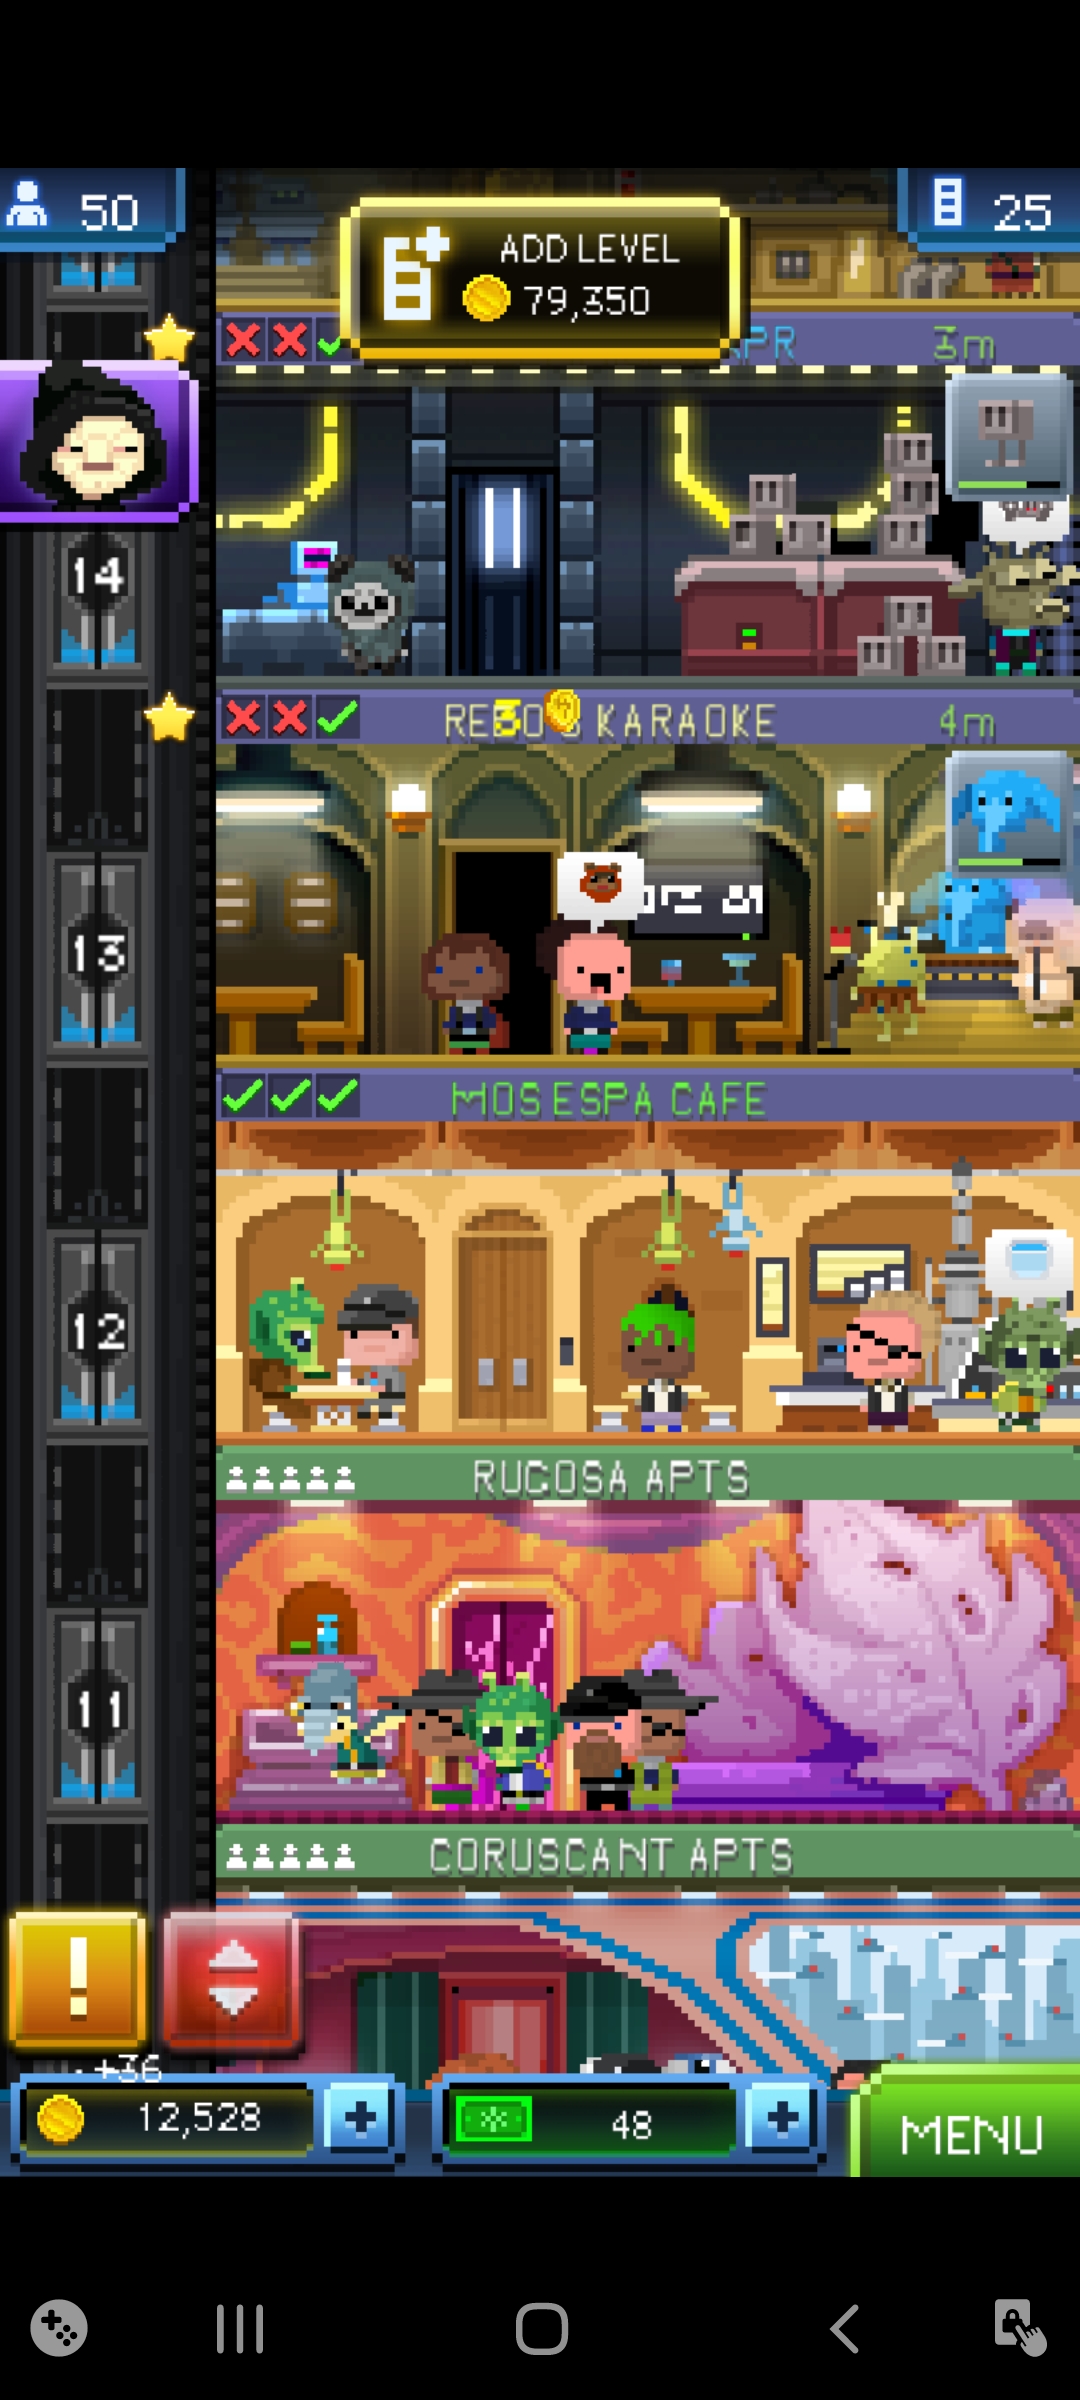 50
ADD LEVEL
79,350
25
3m
14
KARAOKE
4m
13
MOS ESPA CAFE
12
RUGOSA APTS
11
CORUSCANT APTS
!
+36
12,528
48
MENU